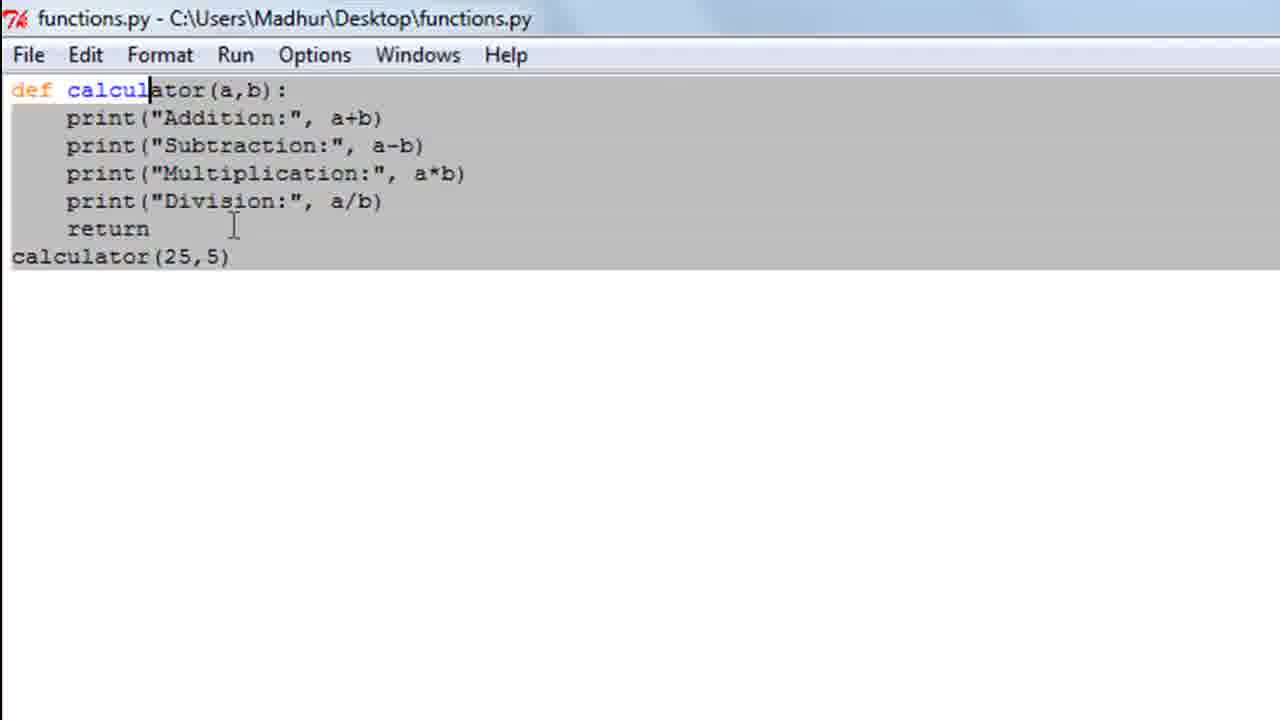 functions.py - C:\Users\Madhur\Desktop\functions.py
File Edit Format Run Options Windows Help
def calculator(a,b):
    print("Addition:", a+b)
    print("Subtraction:", a-b)
    print("Multiplication:", a*b)
    print("Division:", a/b)
    return
calculator(25,5)